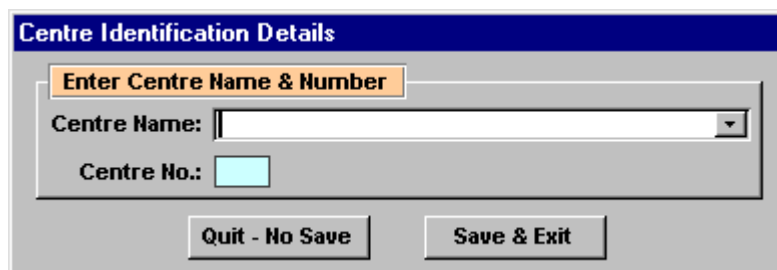 Centre Identification Details
Enter Centre Name & Number
Centre Name:
Centre No.:
Quit - No Save Save & Exit